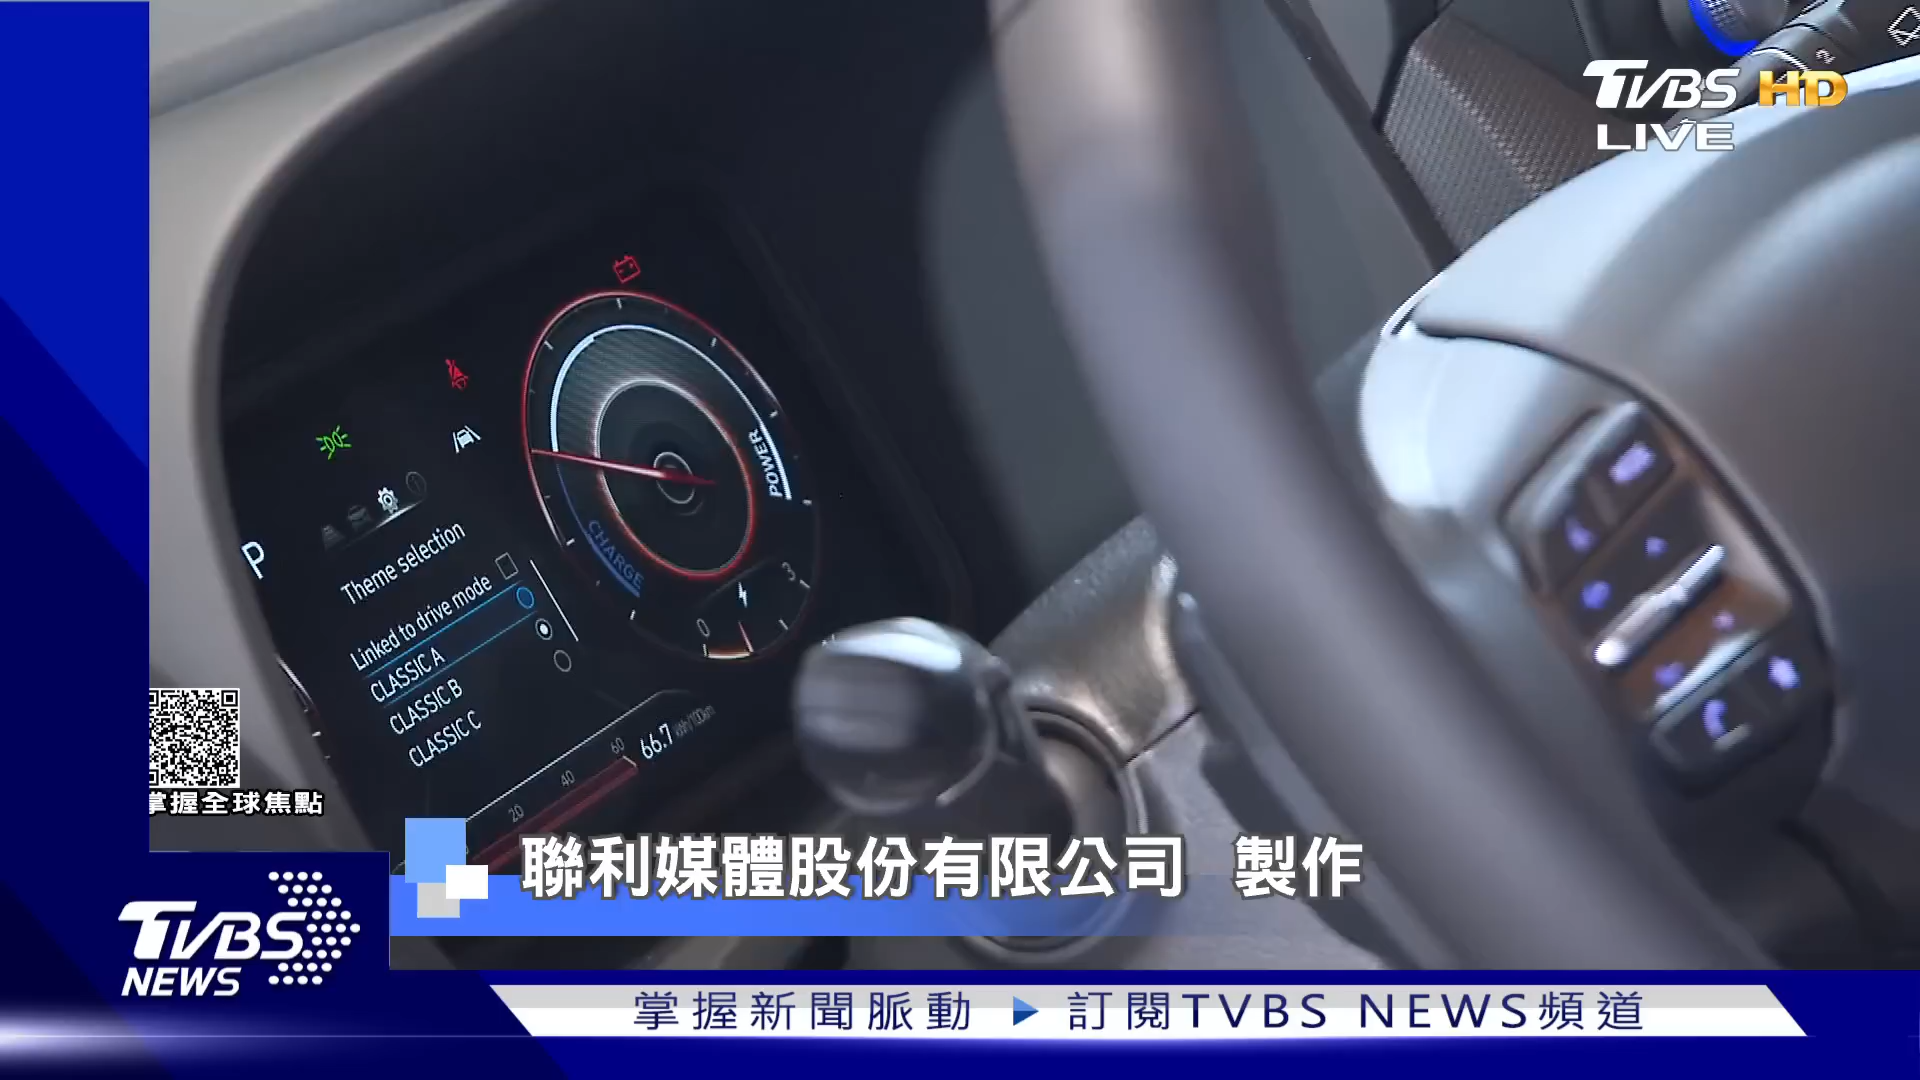 TVBS HD
LIVE
POWER
CHARGE
P
Theme selection
Linked to drive mode
CLASSIC A
CLASSIC B
CLASSIC C
0
3
20
40
60
66.7 kWh/100km
掌握全球焦點
聯利媒體股份有限公司 製作
TVBS
NEWS
掌握新聞脈動 ▶ 訂閱TVBS NEWS頻道